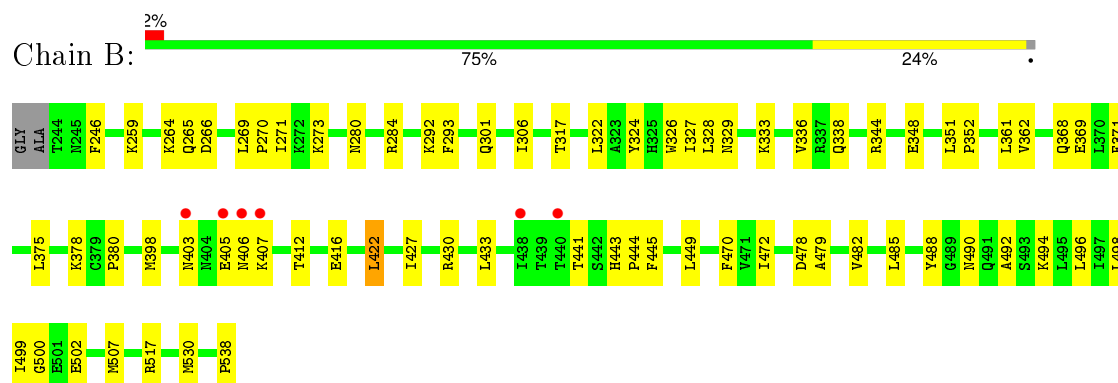 2%
Chain B:
75% 24% •
GLY ALA T244 N245 F246 K259 K264 Q265 D266 L269 P270 I271 K272 K273 N280 R284 K292 F293 Q301 I306 T317 L322 A323 Y324 H325 W326 I327 L328 N329 K333 V336 R337 Q338 R344 E348 L351 P352 L361 V362 Q368 E369 L370
L375 K378 C379 P380 M398 N403 N404 E405 N406 K407 T412 E416 L422 I427 R430 L433 I438 T439 T440 T441 S442 H443 P444 F445 L449 F470 V471 I472 D478 A479 V482 L485 Y488 G489 N490 Q491 A492 S493 K494 L495 L496 I497
I499 G500 E501 E502 M507 R517 M530 P538